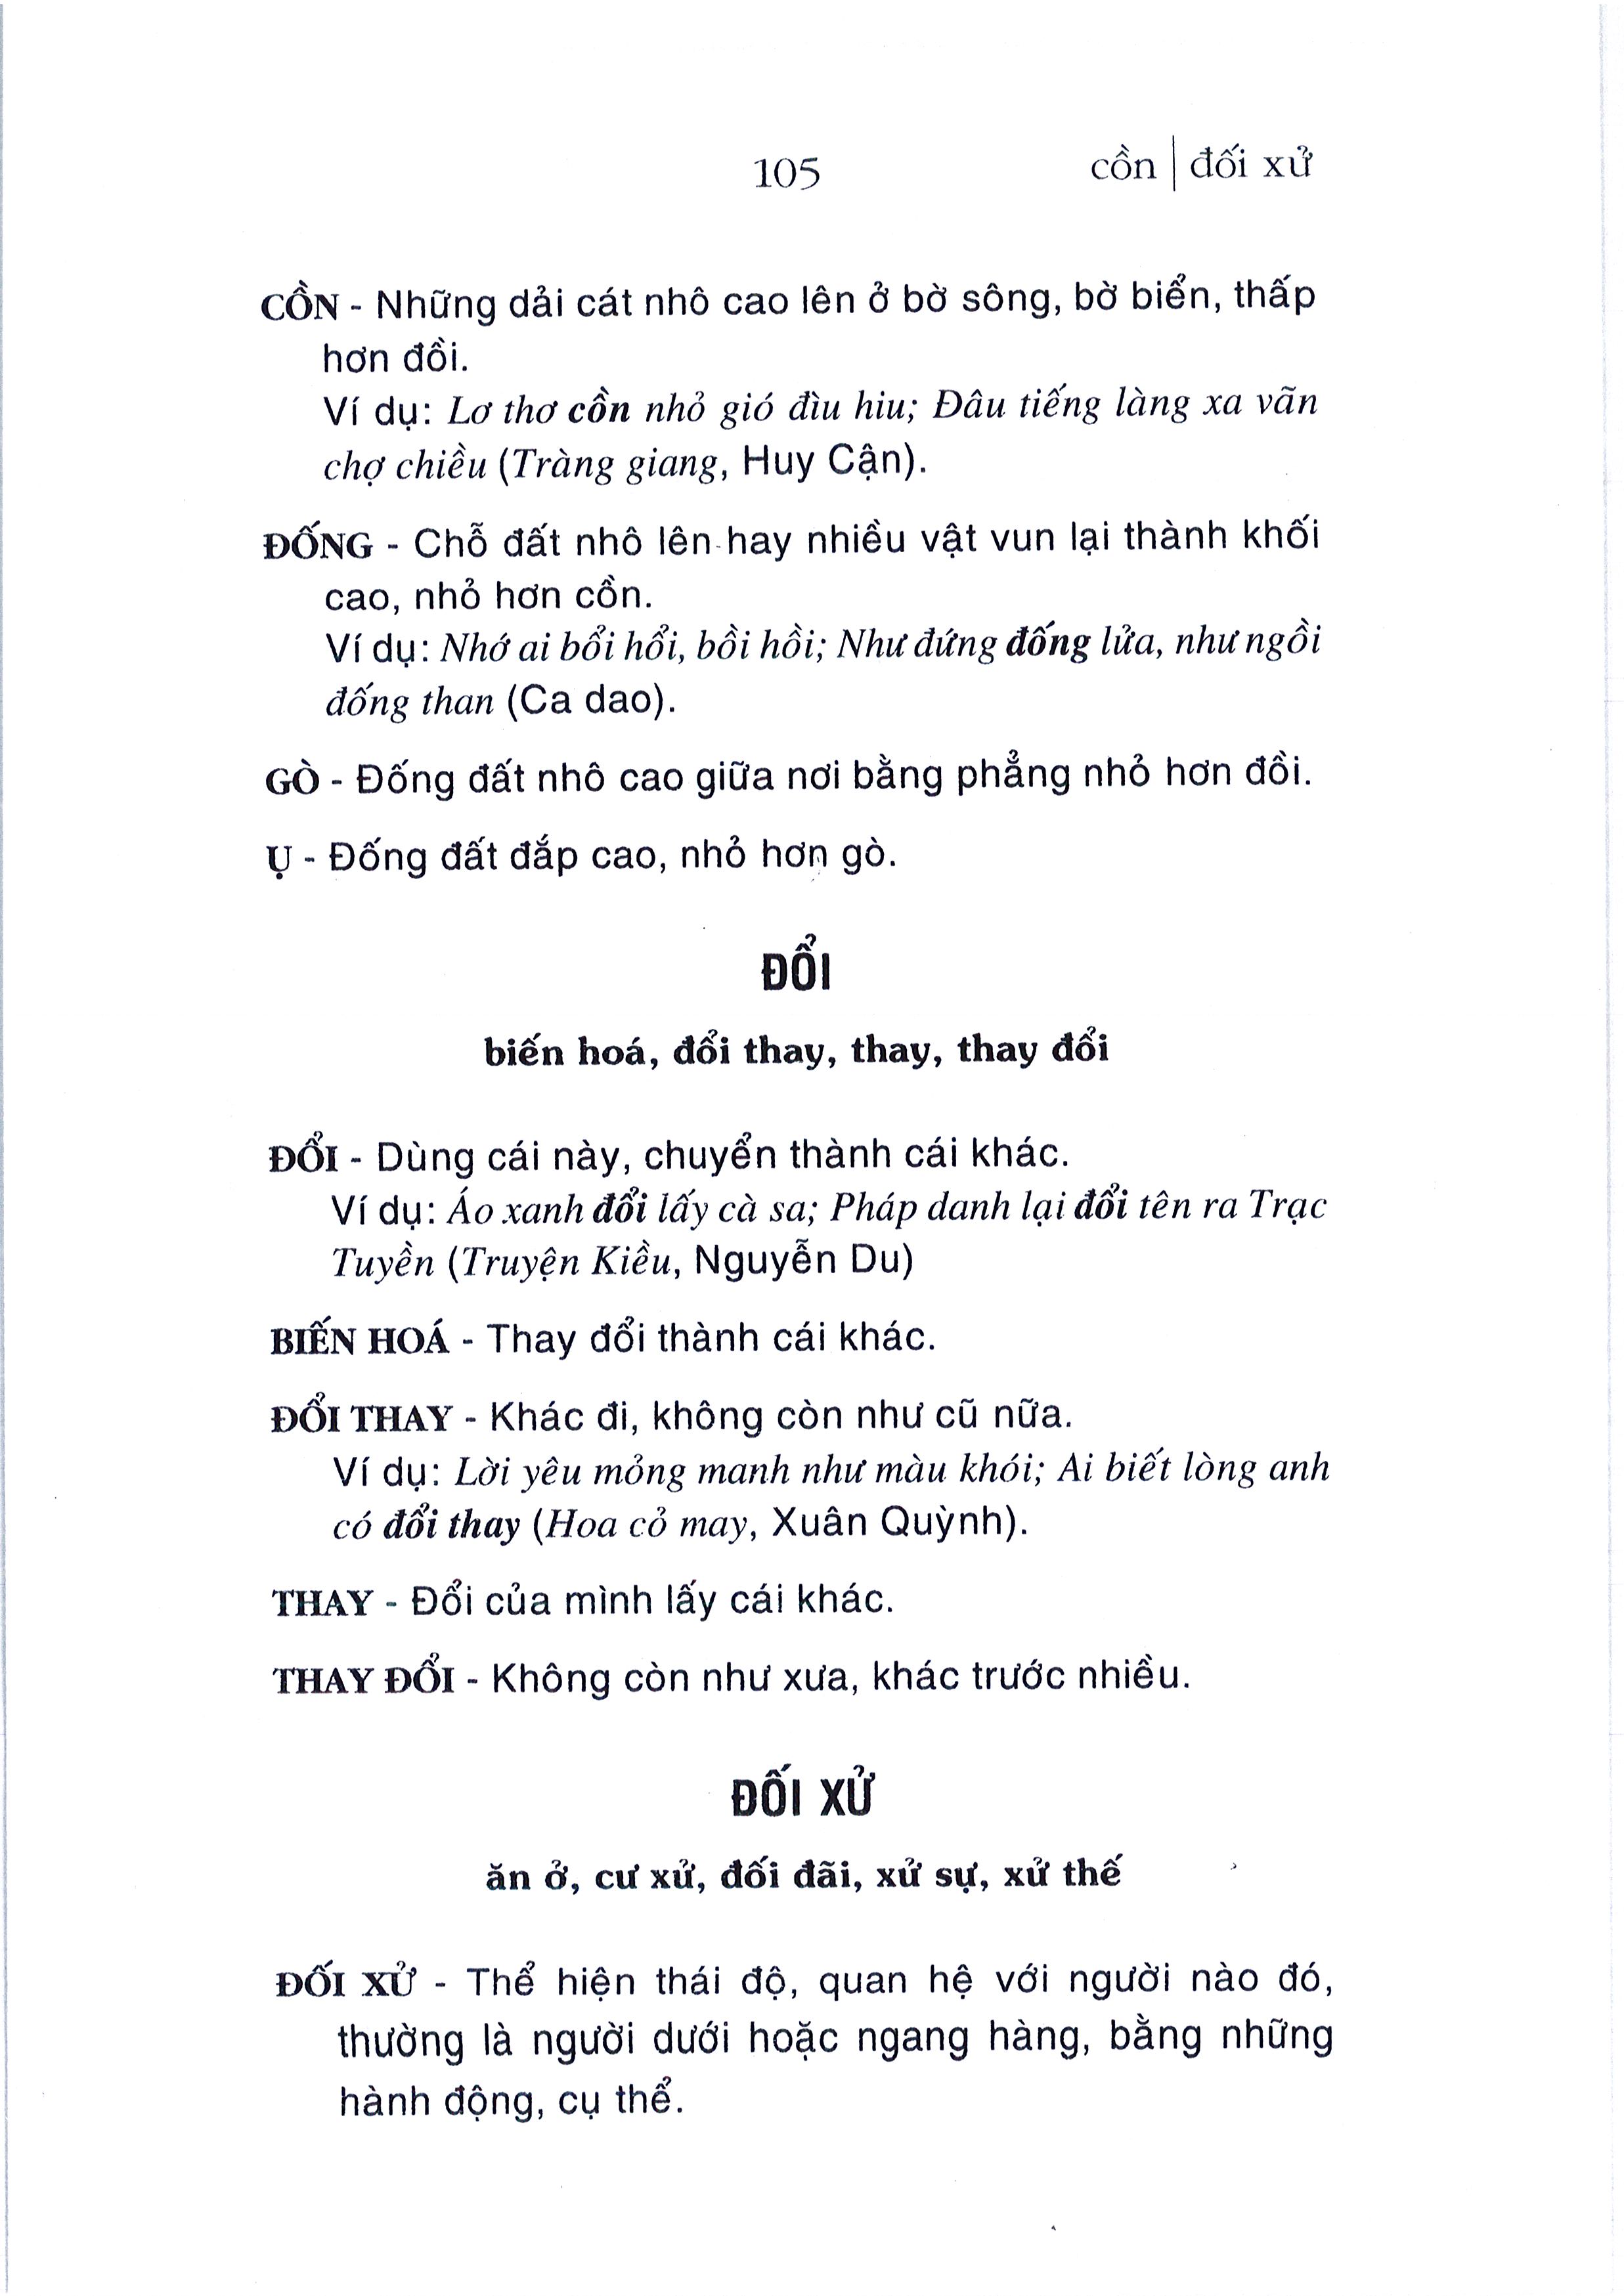 105
cồn | đối xử
CỒN - Những dải cát nhô cao lên ở bờ sông, bờ biển, thấp
hơn đồi.
Ví dụ: Lơ thơ cồn nhỏ gió đìu hiu; Đâu tiếng làng xa vãn
chợ chiều (Tràng giang, Huy Cận).
ĐỐNG - Chỗ đất nhô lên hay nhiều vật vun lại thành khối
cao, nhỏ hơn cồn.
Ví dụ: Nhớ ai bổi hổi, bồi hồi; Như đứng đống lửa, như ngồi
đống than (Ca dao).
GÒ - Đống đất nhô cao giữa nơi bằng phẳng nhỏ hơn đồi.
Ụ - Đống đất đắp cao, nhỏ hơn gò.
ĐỔI
biến hoá, đổi thay, thay, thay đổi
ĐỔI - Dùng cái này, chuyển thành cái khác.
Ví dụ: Áo xanh đổi lấy cà sa; Pháp danh lại đổi tên ra Trạc
Tuyền (Truyện Kiều, Nguyễn Du)
BIẾN HOÁ - Thay đổi thành cái khác.
ĐỔI THAY - Khác đi, không còn như cũ nữa.
Ví dụ: Lời yêu mỏng manh như màu khói; Ai biết lòng anh
có đổi thay (Hoa cỏ may, Xuân Quỳnh).
THAY - Đổi của mình lấy cái khác.
THAY ĐỔI - Không còn như xưa, khác trước nhiều.
ĐỐI XỬ
ăn ở, cư xử, đối đãi, xử sự, xử thế
ĐỐI XỬ - Thể hiện thái độ, quan hệ với người nào đó,
thường là người dưới hoặc ngang hàng, bằng những
hành động, cụ thể.